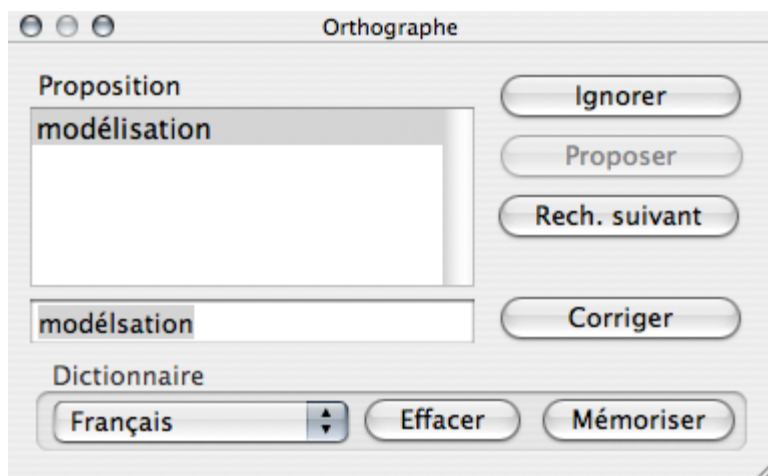 Orthographe
Proposition
modélisation
Ignorer
Proposer
Rech. suivant
modélsation
Corriger
Dictionnaire
Français
Effacer
Mémoriser